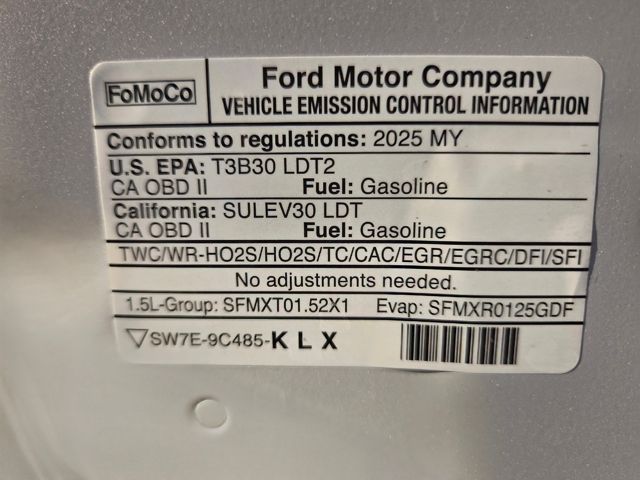 FoMoCo
Ford Motor Company
VEHICLE EMISSION CONTROL INFORMATION
Conforms to regulations: 2025 MY
U.S. EPA: T3B30 LDT2
CA OBD II Fuel: Gasoline
California: SULEV30 LDT
CA OBD II Fuel: Gasoline
TWC/WR-HO2S/HO2S/TC/CAC/EGR/EGRC/DFI/SFI
No adjustments needed.
1.5L-Group: SFMXT01.52X1 Evap: SFMXR0125GDF
▽SW7E-9C485-K L X